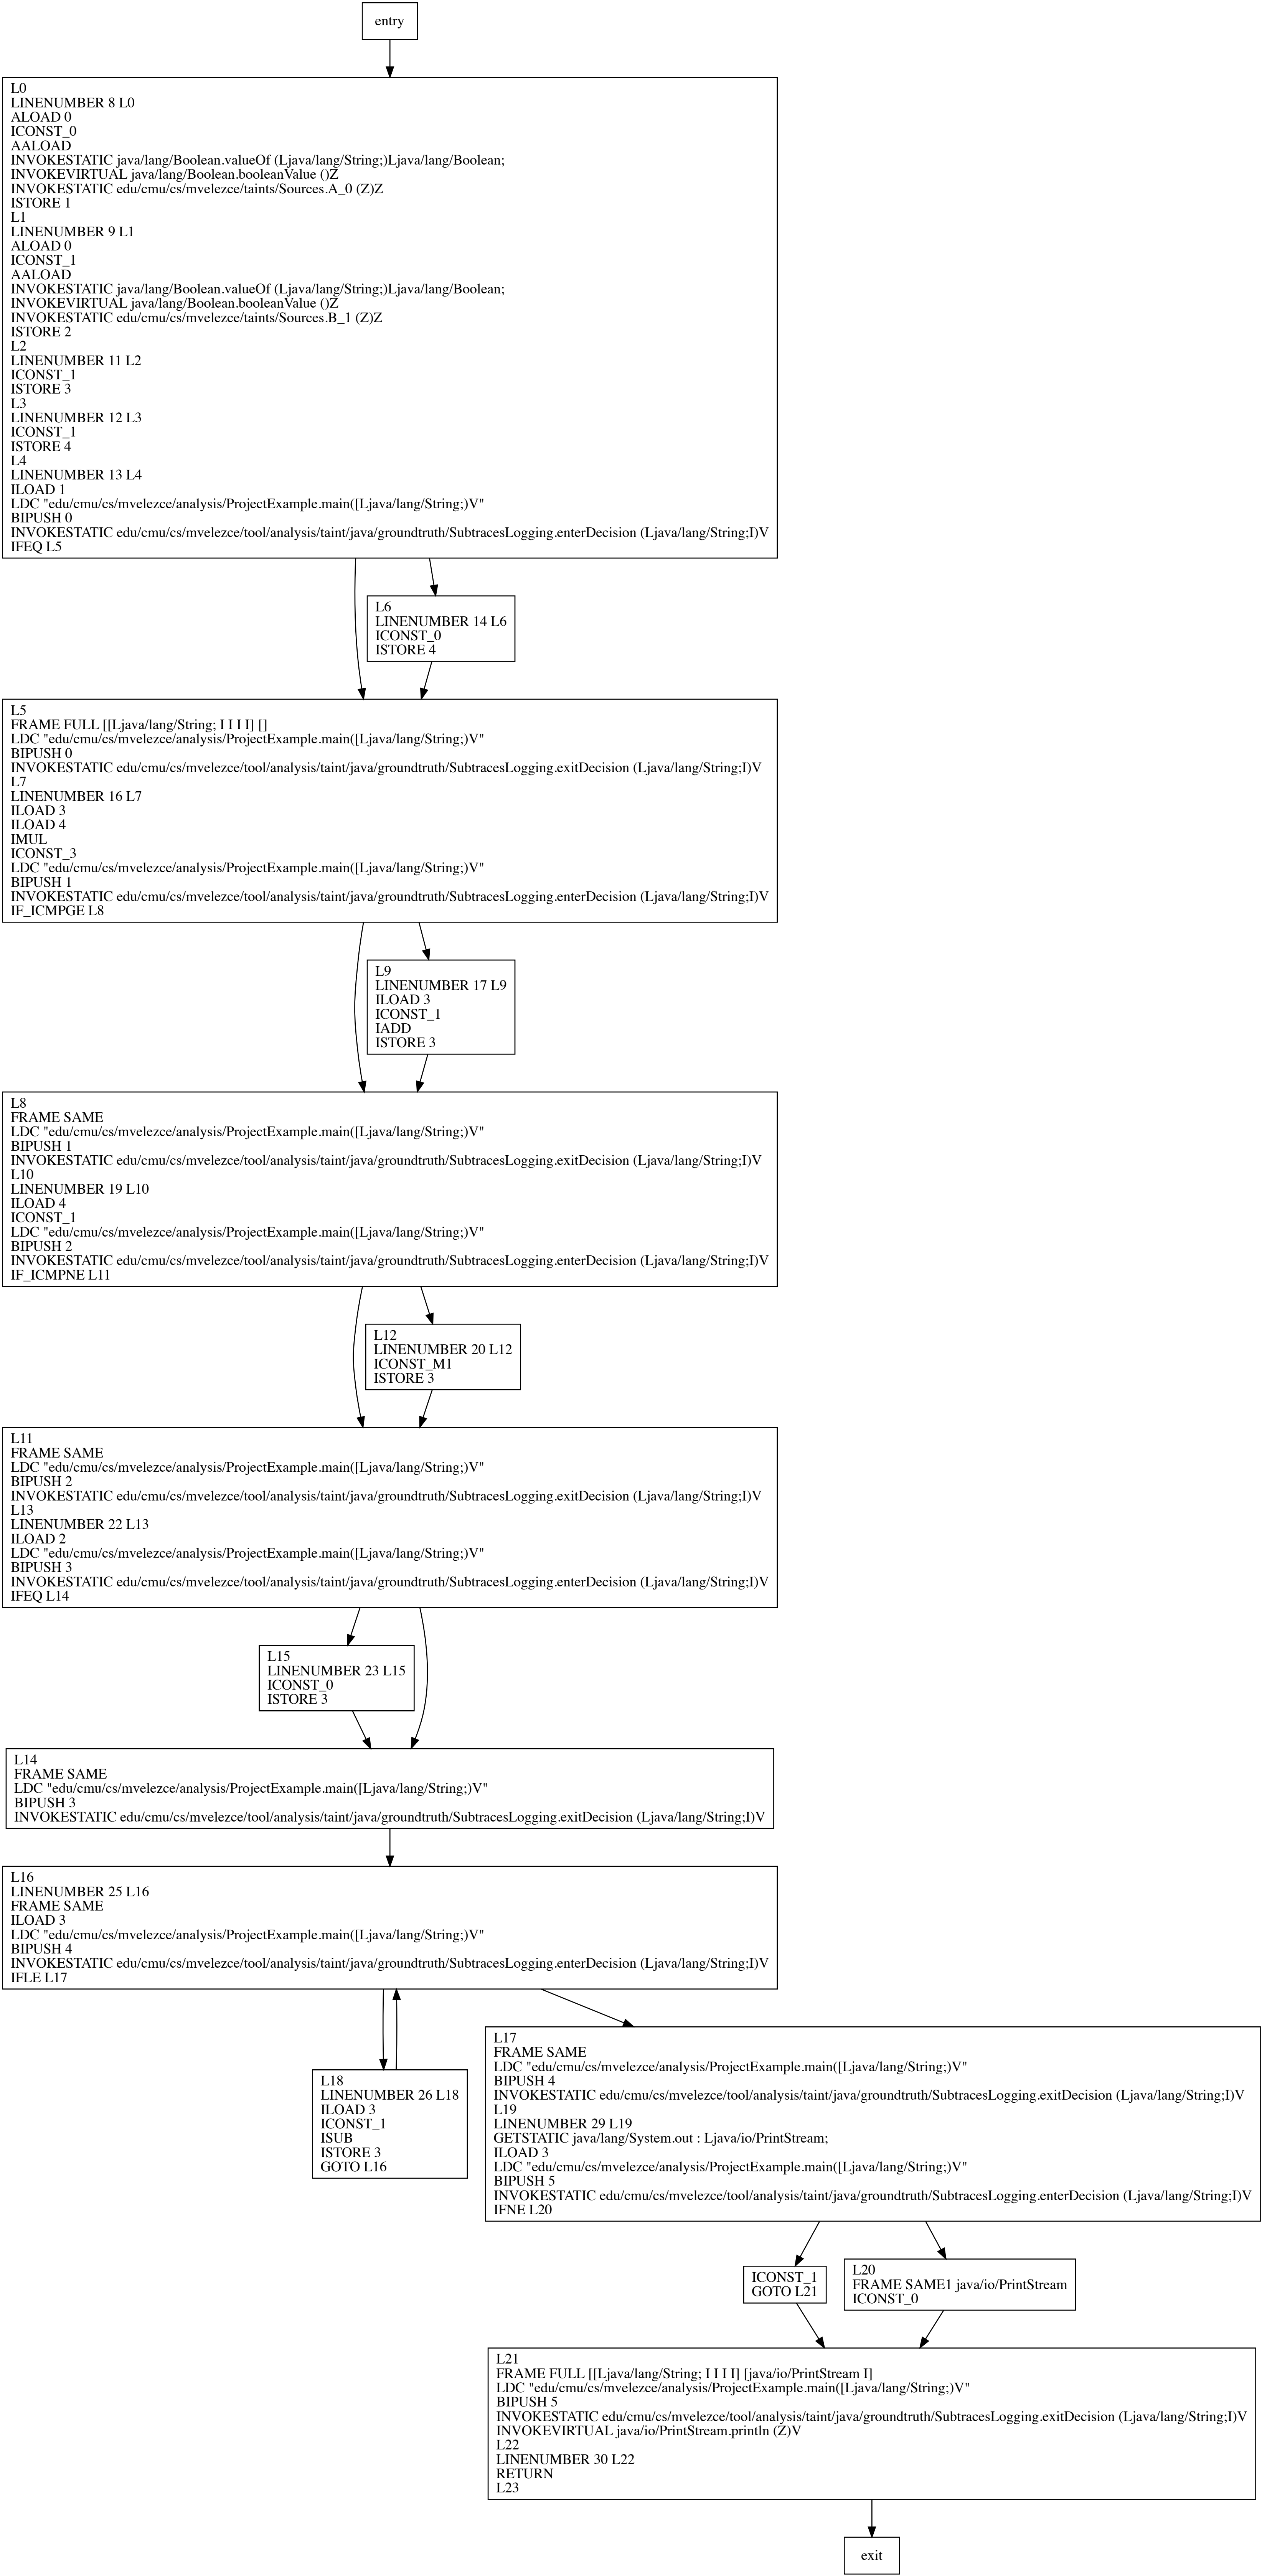 entry
L0
LINENUMBER 8 L0
ALOAD 0
ICONST_0
AALOAD
INVOKESTATIC java/lang/Boolean.valueOf (Ljava/lang/String;)Ljava/lang/Boolean;
INVOKEVIRTUAL java/lang/Boolean.booleanValue ()Z
INVOKESTATIC edu/cmu/cs/mvelezce/taints/Sources.A_0 (Z)Z
ISTORE 1
L1
LINENUMBER 9 L1
ALOAD 0
ICONST_1
AALOAD
INVOKESTATIC java/lang/Boolean.valueOf (Ljava/lang/String;)Ljava/lang/Boolean;
INVOKEVIRTUAL java/lang/Boolean.booleanValue ()Z
INVOKESTATIC edu/cmu/cs/mvelezce/taints/Sources.B_1 (Z)Z
ISTORE 2
L2
LINENUMBER 11 L2
ICONST_1
ISTORE 3
L3
LINENUMBER 12 L3
ICONST_1
ISTORE 4
L4
LINENUMBER 13 L4
ILOAD 1
LDC "edu/cmu/cs/mvelezce/analysis/ProjectExample.main([Ljava/lang/String;)V"
BIPUSH 0
INVOKESTATIC edu/cmu/cs/mvelezce/tool/analysis/taint/java/groundtruth/SubtracesLogging.enterDecision (Ljava/lang/String;I)V
IFEQ L5
L6
LINENUMBER 14 L6
ICONST_0
ISTORE 4
L5
FRAME FULL [[Ljava/lang/String; I I I I] []
LDC "edu/cmu/cs/mvelezce/analysis/ProjectExample.main([Ljava/lang/String;)V"
BIPUSH 0
INVOKESTATIC edu/cmu/cs/mvelezce/tool/analysis/taint/java/groundtruth/SubtracesLogging.exitDecision (Ljava/lang/String;I)V
L7
LINENUMBER 16 L7
ILOAD 3
ILOAD 4
IMUL
ICONST_3
LDC "edu/cmu/cs/mvelezce/analysis/ProjectExample.main([Ljava/lang/String;)V"
BIPUSH 1
INVOKESTATIC edu/cmu/cs/mvelezce/tool/analysis/taint/java/groundtruth/SubtracesLogging.enterDecision (Ljava/lang/String;I)V
IF_ICMPGE L8
L9
LINENUMBER 17 L9
ILOAD 3
ICONST_1
IADD
ISTORE 3
L8
FRAME SAME
LDC "edu/cmu/cs/mvelezce/analysis/ProjectExample.main([Ljava/lang/String;)V"
BIPUSH 1
INVOKESTATIC edu/cmu/cs/mvelezce/tool/analysis/taint/java/groundtruth/SubtracesLogging.exitDecision (Ljava/lang/String;I)V
L10
LINENUMBER 19 L10
ILOAD 4
ICONST_1
LDC "edu/cmu/cs/mvelezce/analysis/ProjectExample.main([Ljava/lang/String;)V"
BIPUSH 2
INVOKESTATIC edu/cmu/cs/mvelezce/tool/analysis/taint/java/groundtruth/SubtracesLogging.enterDecision (Ljava/lang/String;I)V
IF_ICMPNE L11
L12
LINENUMBER 20 L12
ICONST_M1
ISTORE 3
L11
FRAME SAME
LDC "edu/cmu/cs/mvelezce/analysis/ProjectExample.main([Ljava/lang/String;)V"
BIPUSH 2
INVOKESTATIC edu/cmu/cs/mvelezce/tool/analysis/taint/java/groundtruth/SubtracesLogging.exitDecision (Ljava/lang/String;I)V
L13
LINENUMBER 22 L13
ILOAD 2
LDC "edu/cmu/cs/mvelezce/analysis/ProjectExample.main([Ljava/lang/String;)V"
BIPUSH 3
INVOKESTATIC edu/cmu/cs/mvelezce/tool/analysis/taint/java/groundtruth/SubtracesLogging.enterDecision (Ljava/lang/String;I)V
IFEQ L14
L15
LINENUMBER 23 L15
ICONST_0
ISTORE 3
L14
FRAME SAME
LDC "edu/cmu/cs/mvelezce/analysis/ProjectExample.main([Ljava/lang/String;)V"
BIPUSH 3
INVOKESTATIC edu/cmu/cs/mvelezce/tool/analysis/taint/java/groundtruth/SubtracesLogging.exitDecision (Ljava/lang/String;I)V
L16
LINENUMBER 25 L16
FRAME SAME
ILOAD 3
LDC "edu/cmu/cs/mvelezce/analysis/ProjectExample.main([Ljava/lang/String;)V"
BIPUSH 4
INVOKESTATIC edu/cmu/cs/mvelezce/tool/analysis/taint/java/groundtruth/SubtracesLogging.enterDecision (Ljava/lang/String;I)V
IFLE L17
L18
LINENUMBER 26 L18
ILOAD 3
ICONST_1
ISUB
ISTORE 3
GOTO L16
L17
FRAME SAME
LDC "edu/cmu/cs/mvelezce/analysis/ProjectExample.main([Ljava/lang/String;)V"
BIPUSH 4
INVOKESTATIC edu/cmu/cs/mvelezce/tool/analysis/taint/java/groundtruth/SubtracesLogging.exitDecision (Ljava/lang/String;I)V
L19
LINENUMBER 29 L19
GETSTATIC java/lang/System.out : Ljava/io/PrintStream;
ILOAD 3
LDC "edu/cmu/cs/mvelezce/analysis/ProjectExample.main([Ljava/lang/String;)V"
BIPUSH 5
INVOKESTATIC edu/cmu/cs/mvelezce/tool/analysis/taint/java/groundtruth/SubtracesLogging.enterDecision (Ljava/lang/String;I)V
IFNE L20
ICONST_1
GOTO L21
L20
FRAME SAME1 java/io/PrintStream
ICONST_0
L21
FRAME FULL [[Ljava/lang/String; I I I I] [java/io/PrintStream I]
LDC "edu/cmu/cs/mvelezce/analysis/ProjectExample.main([Ljava/lang/String;)V"
BIPUSH 5
INVOKESTATIC edu/cmu/cs/mvelezce/tool/analysis/taint/java/groundtruth/SubtracesLogging.exitDecision (Ljava/lang/String;I)V
INVOKEVIRTUAL java/io/PrintStream.println (Z)V
L22
LINENUMBER 30 L22
RETURN
L23
exit